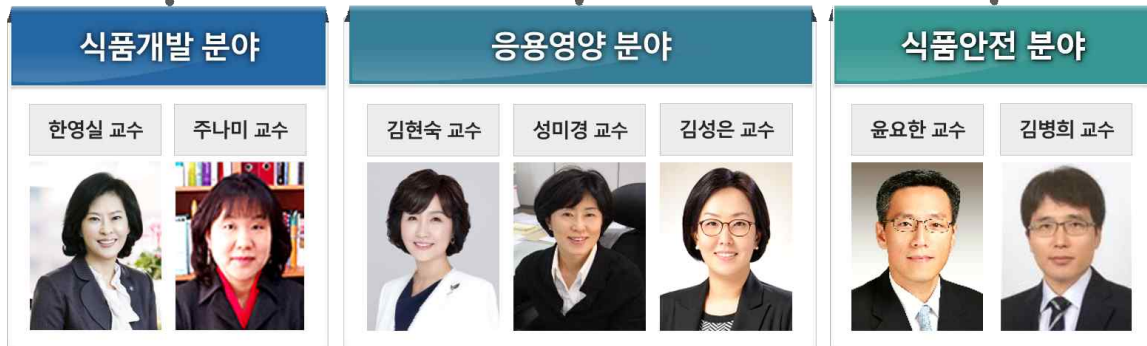 식품개발 분야
한영실 교수
주나미 교수
응용영양 분야
김현숙 교수
성미경 교수
김성은 교수
식품안전 분야
윤요한 교수
김병희 교수